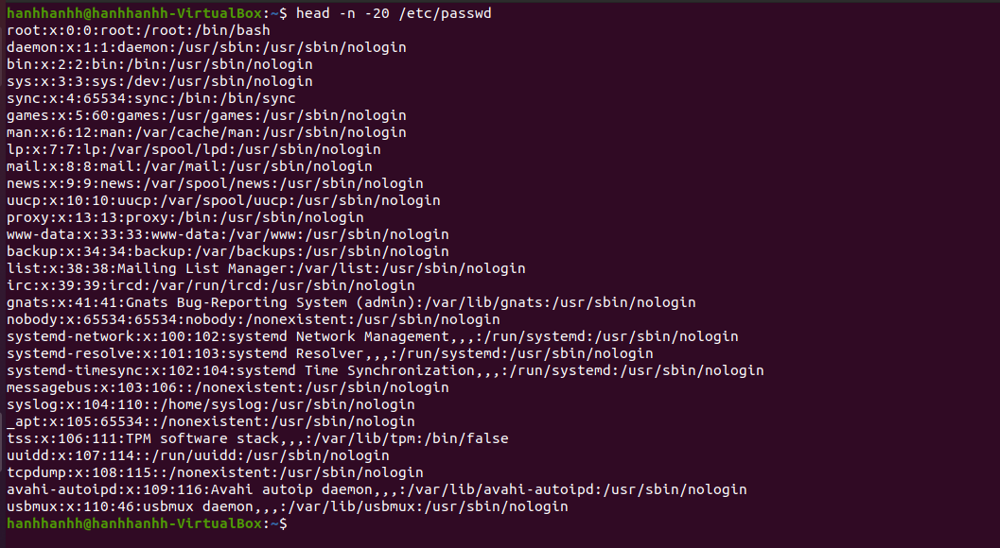 hanhhanhh@hanhhanhh-VirtualBox:~$ head -n -20 /etc/passwd
root:x:0:0:root:/root:/bin/bash
daemon:x:1:1:daemon:/usr/sbin:/usr/sbin/nologin
bin:x:2:2:bin:/bin:/usr/sbin/nologin
sys:x:3:3:sys:/dev:/usr/sbin/nologin
sync:x:4:65534:sync:/bin:/bin/sync
games:x:5:60:games:/usr/games:/usr/sbin/nologin
man:x:6:12:man:/var/cache/man:/usr/sbin/nologin
lp:x:7:7:lp:/var/spool/lpd:/usr/sbin/nologin
mail:x:8:8:mail:/var/mail:/usr/sbin/nologin
news:x:9:9:news:/var/spool/news:/usr/sbin/nologin
uucp:x:10:10:uucp:/var/spool/uucp:/usr/sbin/nologin
proxy:x:13:13:proxy:/bin:/usr/sbin/nologin
www-data:x:33:33:www-data:/var/www:/usr/sbin/nologin
backup:x:34:34:backup:/var/backups:/usr/sbin/nologin
list:x:38:38:Mailing List Manager:/var/list:/usr/sbin/nologin
irc:x:39:39:ircd:/var/run/ircd:/usr/sbin/nologin
gnats:x:41:41:Gnats Bug-Reporting System (admin):/var/lib/gnats:/usr/sbin/nologin
nobody:x:65534:65534:nobody:/nonexistent:/usr/sbin/nologin
systemd-network:x:100:102:systemd Network Management,,,:/run/systemd:/usr/sbin/nologin
systemd-resolve:x:101:103:systemd Resolver,,,:/run/systemd:/usr/sbin/nologin
systemd-timesync:x:102:104:systemd Time Synchronization,,,:/run/systemd:/usr/sbin/nologin
messagebus:x:103:106::/nonexistent:/usr/sbin/nologin
syslog:x:104:110::/home/syslog:/usr/sbin/nologin
_apt:x:105:65534::/nonexistent:/usr/sbin/nologin
tss:x:106:111:TPM software stack,,,:/var/lib/tpm:/bin/false
uuidd:x:107:114::/run/uuidd:/usr/sbin/nologin
tcpdump:x:108:115::/nonexistent:/usr/sbin/nologin
avahi-autoipd:x:109:116:Avahi autoip daemon,,,:/var/lib/avahi-autoipd:/usr/sbin/nologin
usbmux:x:110:46:usbmux daemon,,,:/var/lib/usbmux:/usr/sbin/nologin
hanhhanhh@hanhhanhh-VirtualBox:~$